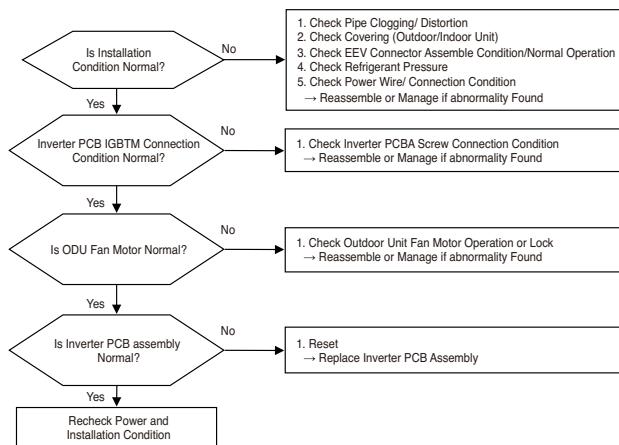 Is Installation
Condition Normal?
No
1. Check Pipe Clogging/ Distortion
2. Check Covering (Outdoor/Indoor Unit)
3. Check EEV Connector Assemble Condition/Normal Operation
4. Check Refrigerant Pressure
5. Check Power Wire/ Connection Condition
→ Reassemble or Manage if abnormality Found
Yes
Inverter PCB IGBTM Connection
Condition Normal?
No
1. Check Inverter PCBA Screw Connection Condition
→ Reassemble or Manage if abnormality Found
Yes
Is ODU Fan Motor Normal?
No
1. Check Outdoor Unit Fan Motor Operation or Lock
→ Reassemble or Manage if abnormality Found
Yes
Is Inverter PCB assembly
Normal?
No
1. Reset
→ Replace Inverter PCB Assembly
Yes
Recheck Power and
Installation Condition